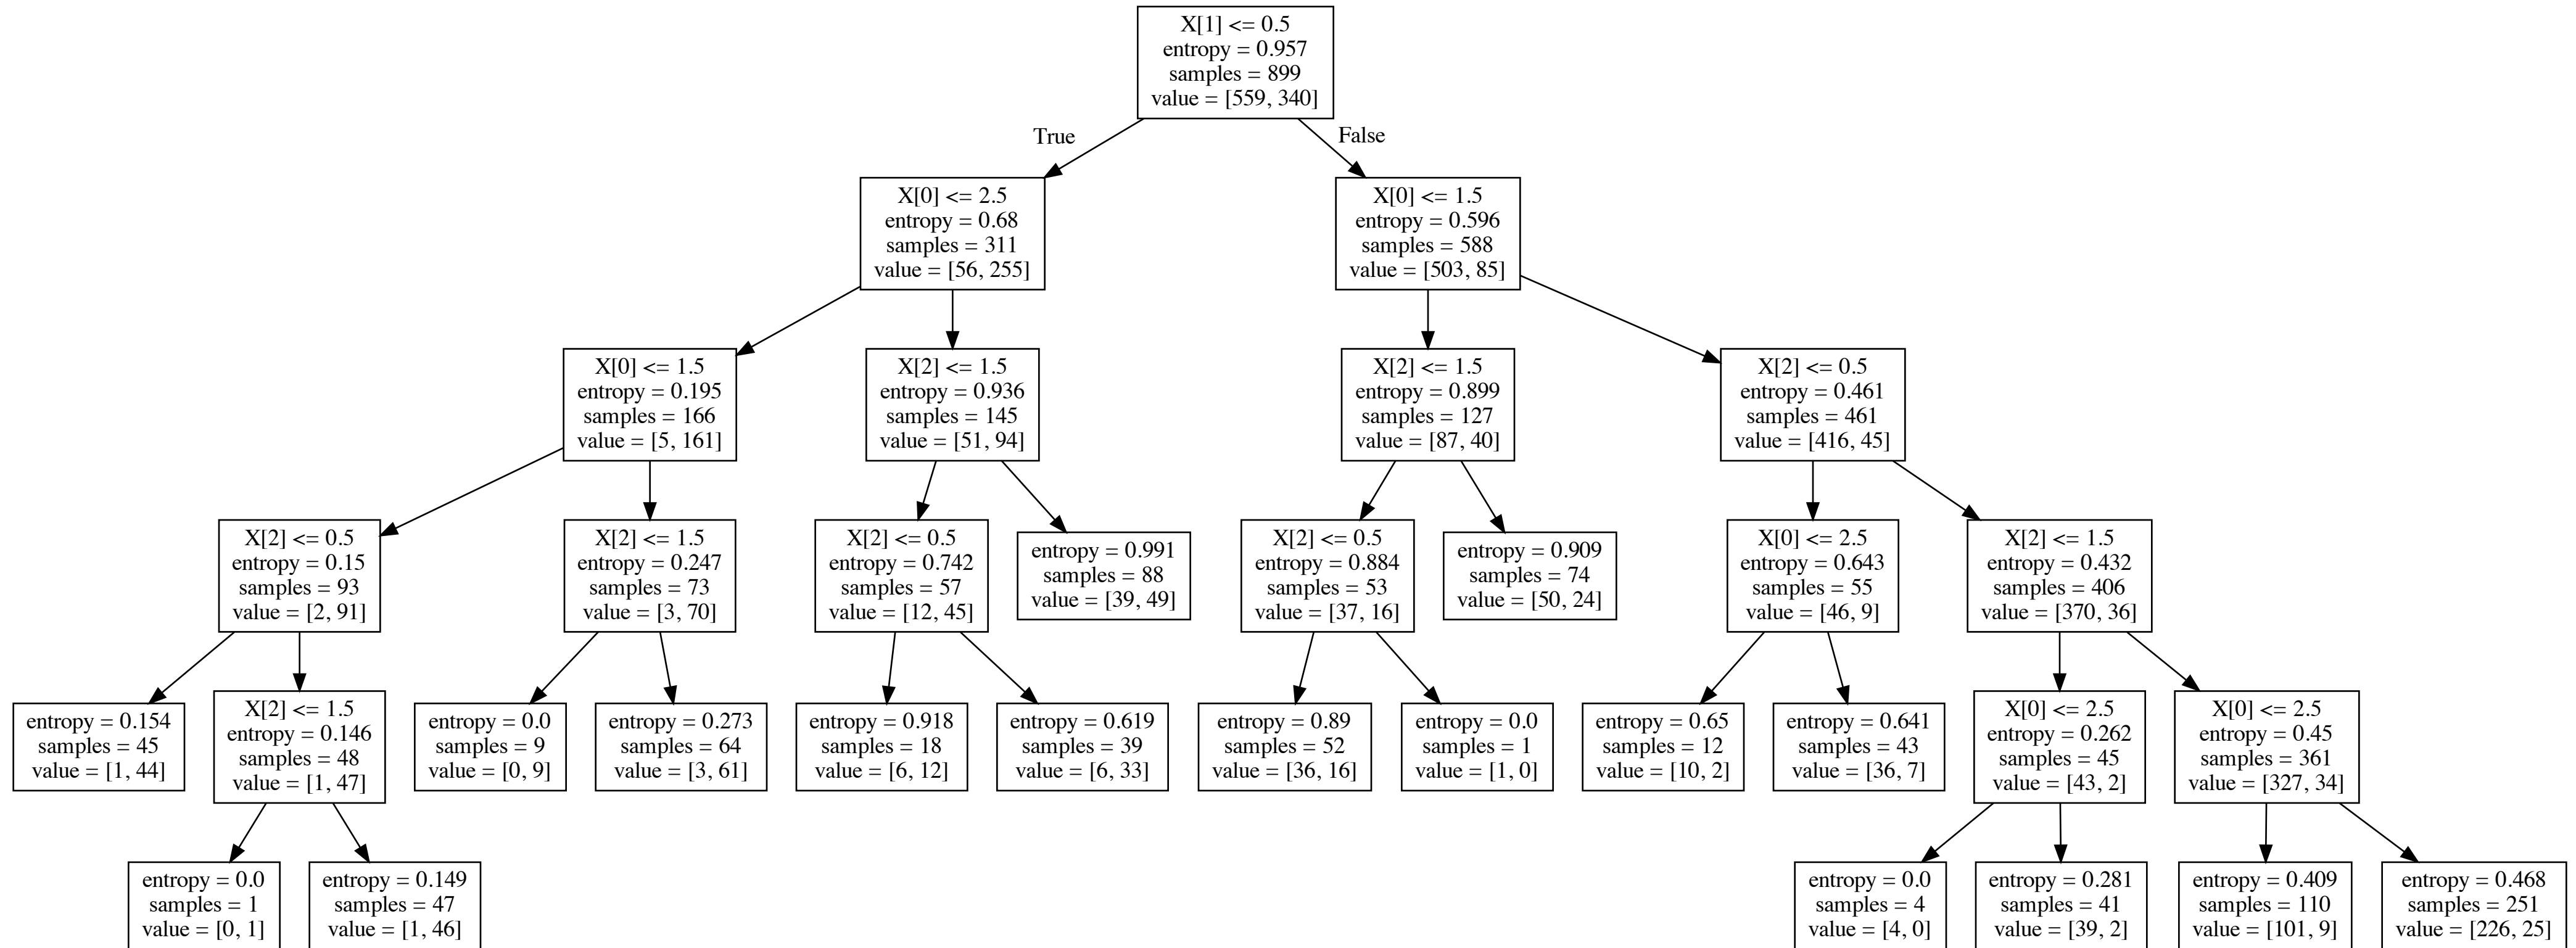 X[1] <= 0.5
entropy = 0.957
samples = 899
value = [559, 340]
True
False
X[0] <= 2.5
entropy = 0.68
samples = 311
value = [56, 255]
X[0] <= 1.5
entropy = 0.596
samples = 588
value = [503, 85]
X[0] <= 1.5
entropy = 0.195
samples = 166
value = [5, 161]
X[2] <= 1.5
entropy = 0.936
samples = 145
value = [51, 94]
X[2] <= 1.5
entropy = 0.899
samples = 127
value = [87, 40]
X[2] <= 0.5
entropy = 0.461
samples = 461
value = [416, 45]
X[2] <= 0.5
entropy = 0.15
samples = 93
value = [2, 91]
X[2] <= 1.5
entropy = 0.247
samples = 73
value = [3, 70]
X[2] <= 0.5
entropy = 0.742
samples = 57
value = [12, 45]
entropy = 0.991
samples = 88
value = [39, 49]
X[2] <= 0.5
entropy = 0.884
samples = 53
value = [37, 16]
entropy = 0.909
samples = 74
value = [50, 24]
X[0] <= 2.5
entropy = 0.643
samples = 55
value = [46, 9]
X[2] <= 1.5
entropy = 0.432
samples = 406
value = [370, 36]
entropy = 0.154
samples = 45
value = [1, 44]
X[2] <= 1.5
entropy = 0.146
samples = 48
value = [1, 47]
entropy = 0.0
samples = 9
value = [0, 9]
entropy = 0.273
samples = 64
value = [3, 61]
entropy = 0.918
samples = 18
value = [6, 12]
entropy = 0.619
samples = 39
value = [6, 33]
entropy = 0.89
samples = 52
value = [36, 16]
entropy = 0.0
samples = 1
value = [1, 0]
entropy = 0.65
samples = 12
value = [10, 2]
entropy = 0.641
samples = 43
value = [36, 7]
X[0] <= 2.5
entropy = 0.262
samples = 45
value = [43, 2]
X[0] <= 2.5
entropy = 0.45
samples = 361
value = [327, 34]
entropy = 0.0
samples = 1
value = [0, 1]
entropy = 0.149
samples = 47
value = [1, 46]
entropy = 0.0
samples = 4
value = [4, 0]
entropy = 0.281
samples = 41
value = [39, 2]
entropy = 0.409
samples = 110
value = [101, 9]
entropy = 0.468
samples = 251
value = [226, 25]